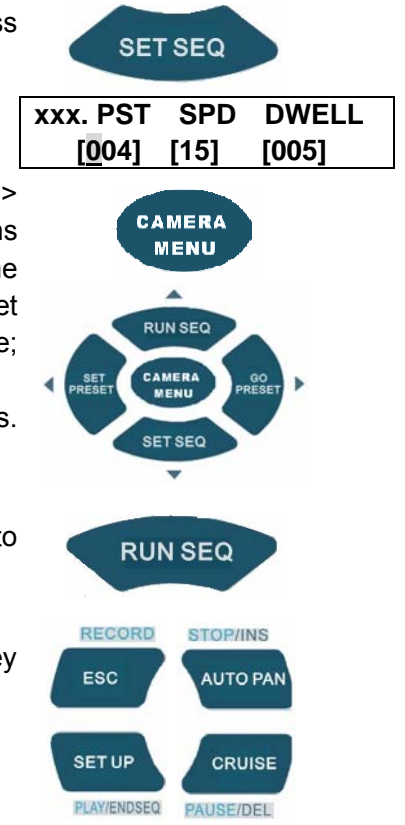 ss
SET SEQ
xxx. PST SPD DWELL
[004] [15] [005]
>
CAMERA
MENU
ns
ne
RUN SEQ
et
SET
PRESET
CAMERA
MENU
GO
PRESET
e;
SET SEQ
s.
to
RUN SEQ
RECORD STOP/INS
ey
ESC AUTO PAN
SET UP CRUISE
PLAY/ENDSEQ PAUSE/DEL